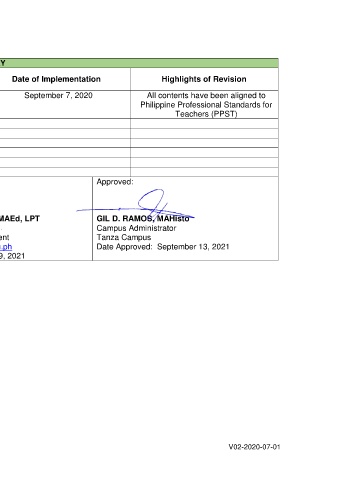 Y
Date of Implementation Highlights of Revision
September 7, 2020 All contents have been aligned to
Philippine Professional Standards for
Teachers (PPST)
Approved:
MAEd, LPT GIL D. RAMOS, MAHisto
Campus Administrator
ent Tanza Campus
.ph Date Approved: September 13, 2021
9, 2021
V02-2020-07-01